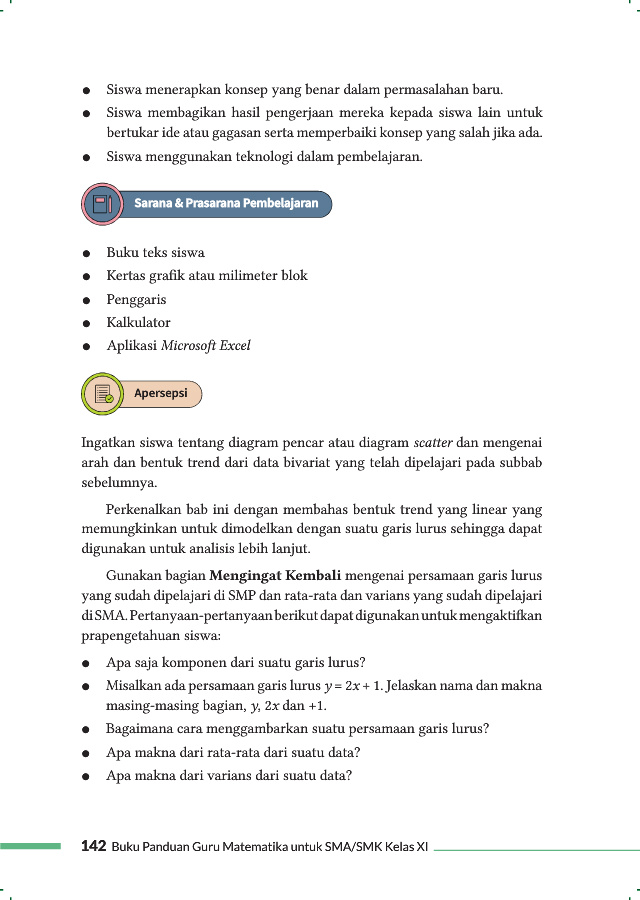 ● Siswa menerapkan konsep yang benar dalam permasalahan baru.
● Siswa membagikan hasil pengerjaan mereka kepada siswa lain untuk
bertukar ide atau gagasan serta memperbaiki konsep yang salah jika ada.
● Siswa menggunakan teknologi dalam pembelajaran.
Sarana & Prasarana Pembelajaran
● Buku teks siswa
● Kertas grafik atau milimeter blok
● Penggaris
● Kalkulator
● Aplikasi Microsoft Excel
Apersepsi
Ingatkan siswa tentang diagram pencar atau diagram scatter dan mengenai
arah dan bentuk trend dari data bivariat yang telah dipelajari pada subbab
sebelumnya.
Perkenalkan bab ini dengan membahas bentuk trend yang linear yang
memungkinkan untuk dimodelkan dengan suatu garis lurus sehingga dapat
digunakan untuk analisis lebih lanjut.
Gunakan bagian Mengingat Kembali mengenai persamaan garis lurus
yang sudah dipelajari di SMP dan rata-rata dan varians yang sudah dipelajari
di SMA. Pertanyaan-pertanyaan berikut dapat digunakan untuk mengaktifkan
prapengetahuan siswa:
● Apa saja komponen dari suatu garis lurus?
● Misalkan ada persamaan garis lurus y = 2x + 1. Jelaskan nama dan makna
masing-masing bagian, y, 2x dan +1.
● Bagaimana cara menggambarkan suatu persamaan garis lurus?
● Apa makna dari rata-rata dari suatu data?
● Apa makna dari varians dari suatu data?
142 Buku Panduan Guru Matematika untuk SMA/SMK Kelas XI